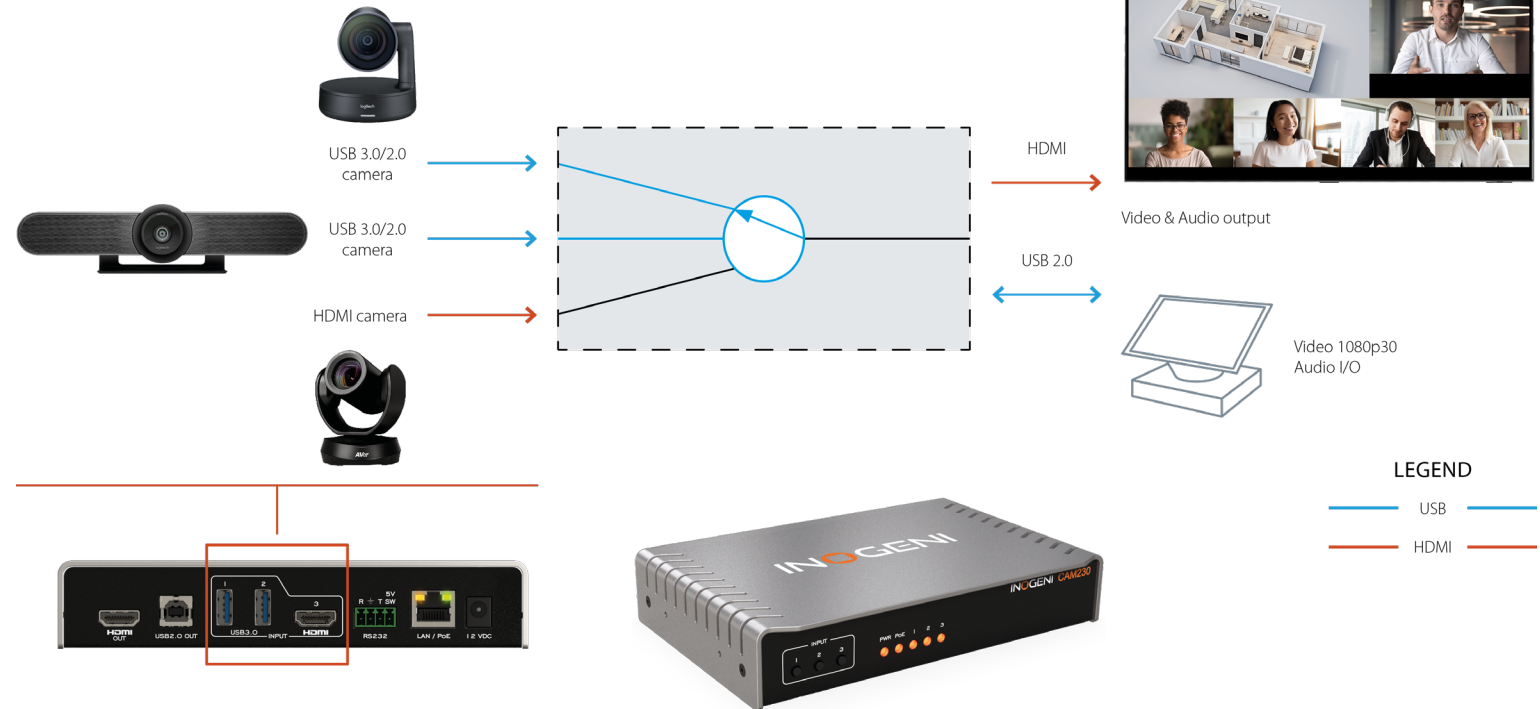 logitech
USB 3.0/2.0
camera
USB 3.0/2.0
camera
HDMI camera
AVer
HDMI
Video & Audio output
USB 2.0
Video 1080p30
Audio I/O
LEGEND
USB
HDMI
HDMI
OUT
USB2.0 OUT
1 2
USB3.0
3
INPUT
HDMI
5V
R ⏚ T SW
RS232
LAN / PoE
12 VDC
INOGENI
INOGENI CAM230
INPUT
1 2 3
PWR PoE 1 2 3